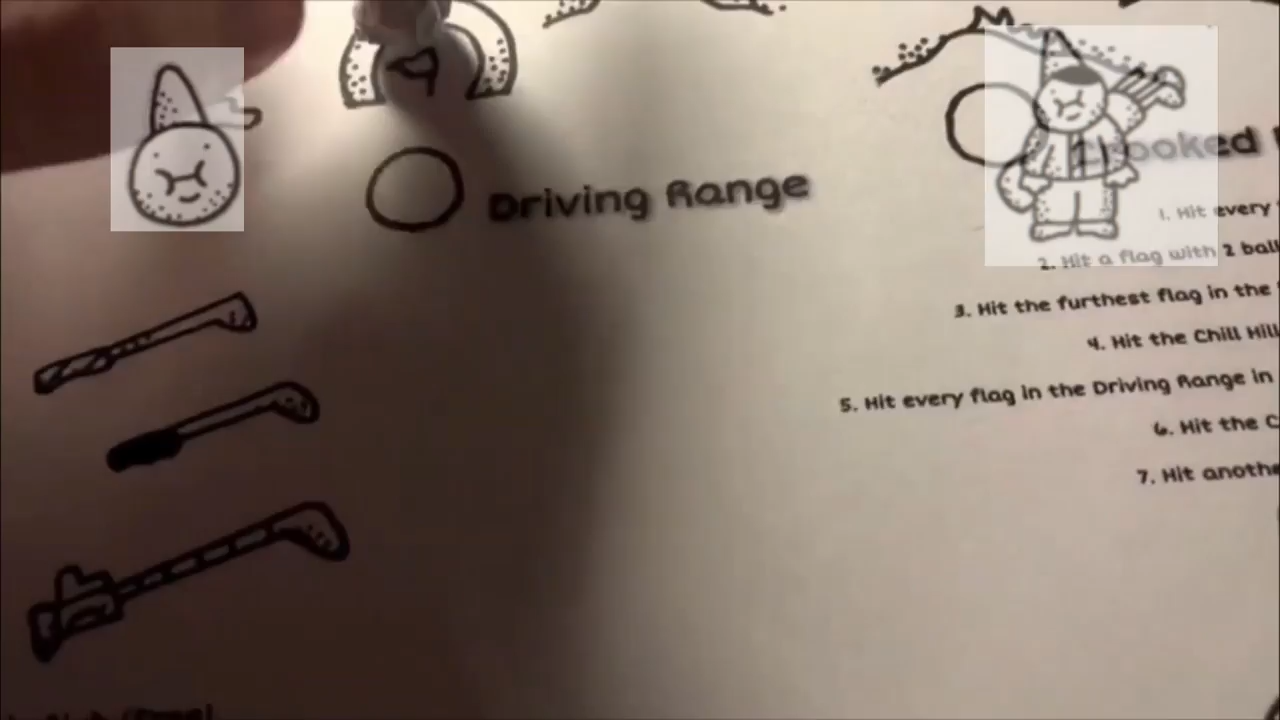 Driving Range
Crooked
1. Hit every
2. Hit a flag with 2 ball
3. Hit the furthest flag in the
4. Hit the Chill Hill
5. Hit every flag in the Driving Range in
6. Hit the C
7. Hit anothe